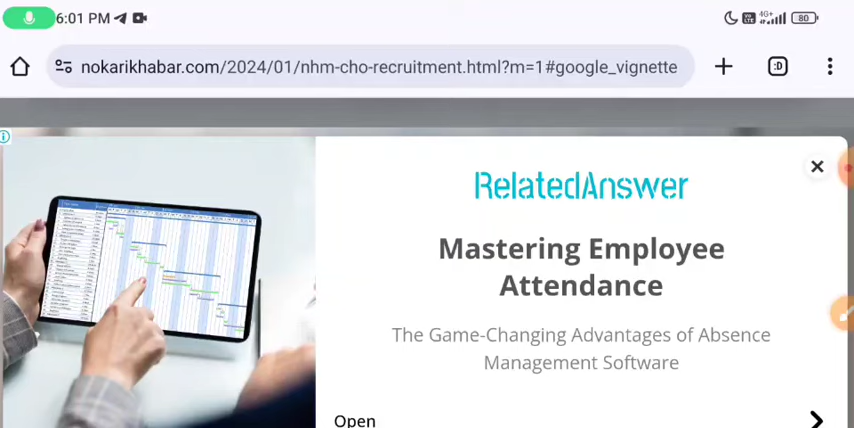 6:01 PM
4G+
80
nokarikhabar.com/2024/01/nhm-cho-recruitment.html?m=1#google_vignette
:D
RelatedAnswer
Mastering Employee
Attendance
The Game-Changing Advantages of Absence
Management Software
Open